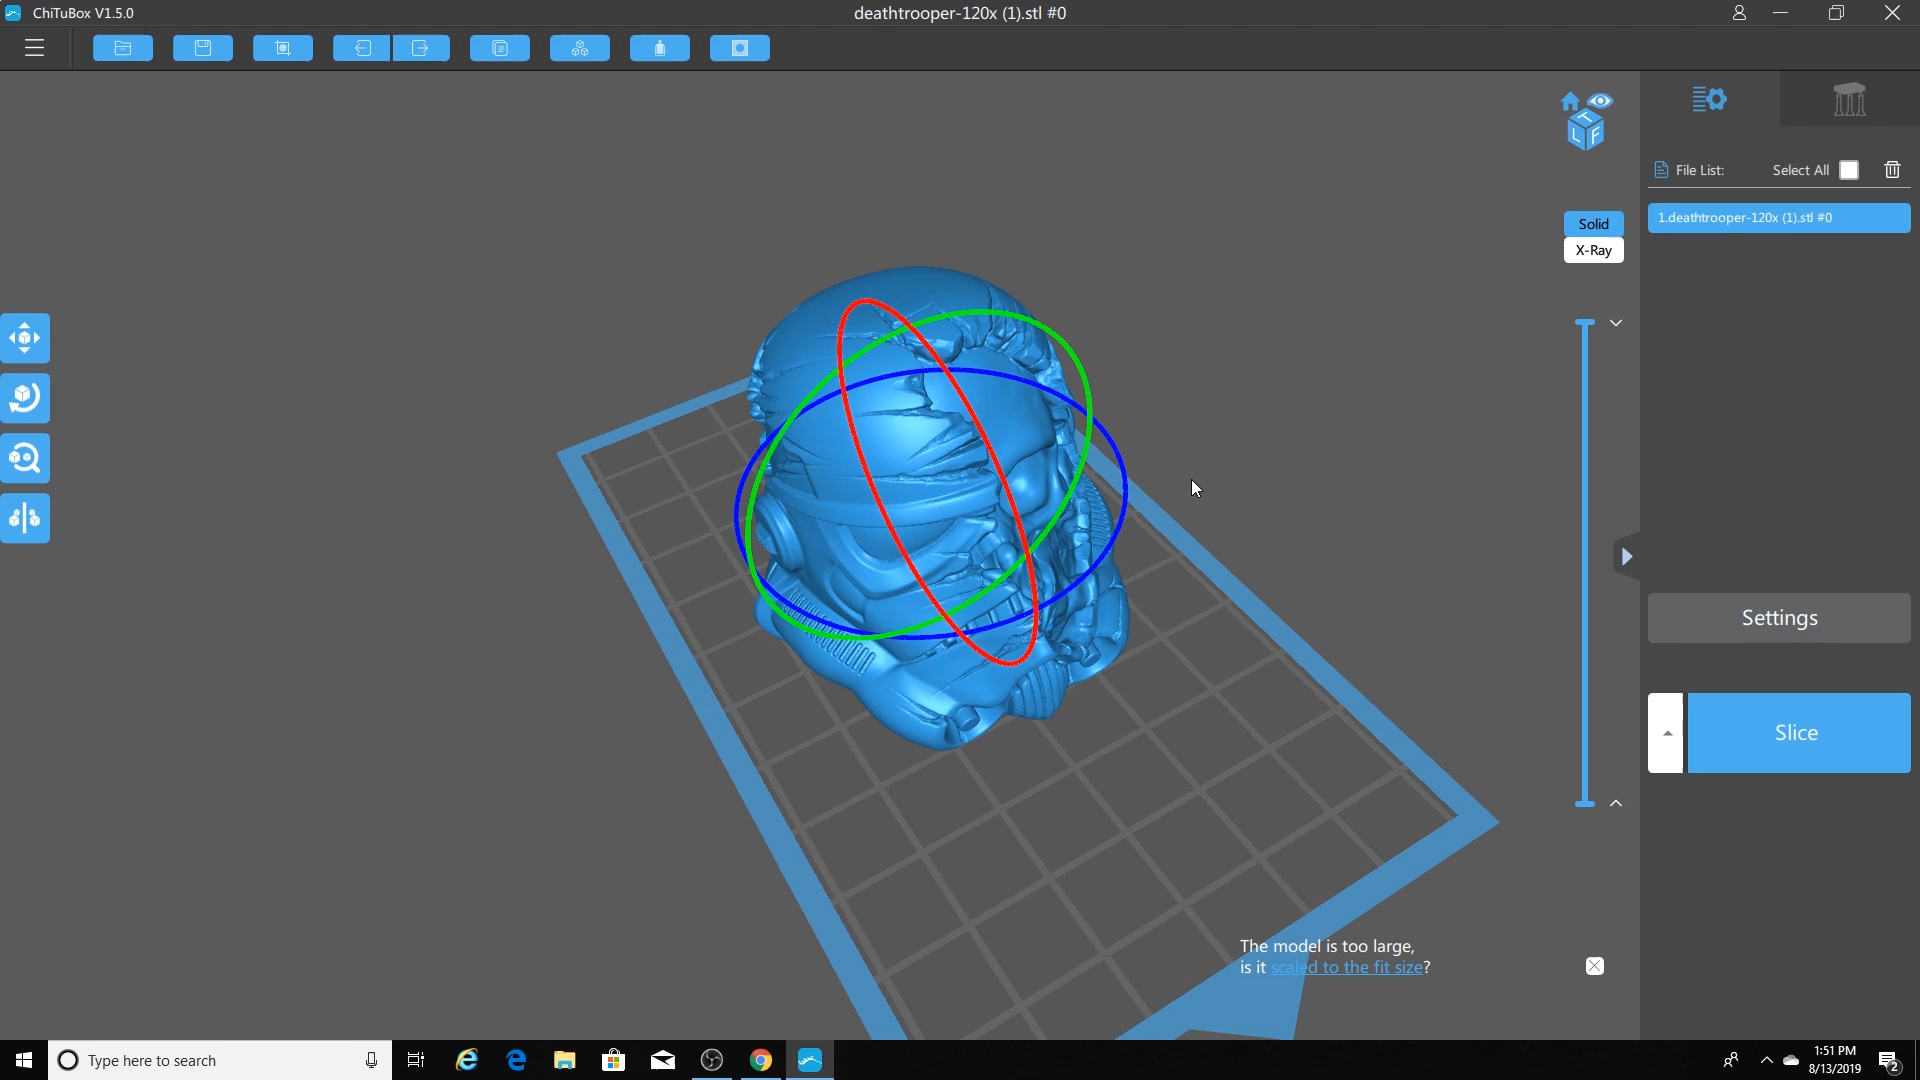 ChiTuBox V1.5.0
deathtrooper-120x (1).stl #0
T
L F
File List:
Select All
1.deathtrooper-120x (1).stl #0
Solid
X-Ray
Settings
Slice
The model is too large,
is it scaled to the fit size?
Type here to search
1:51 PM
8/13/2019
2